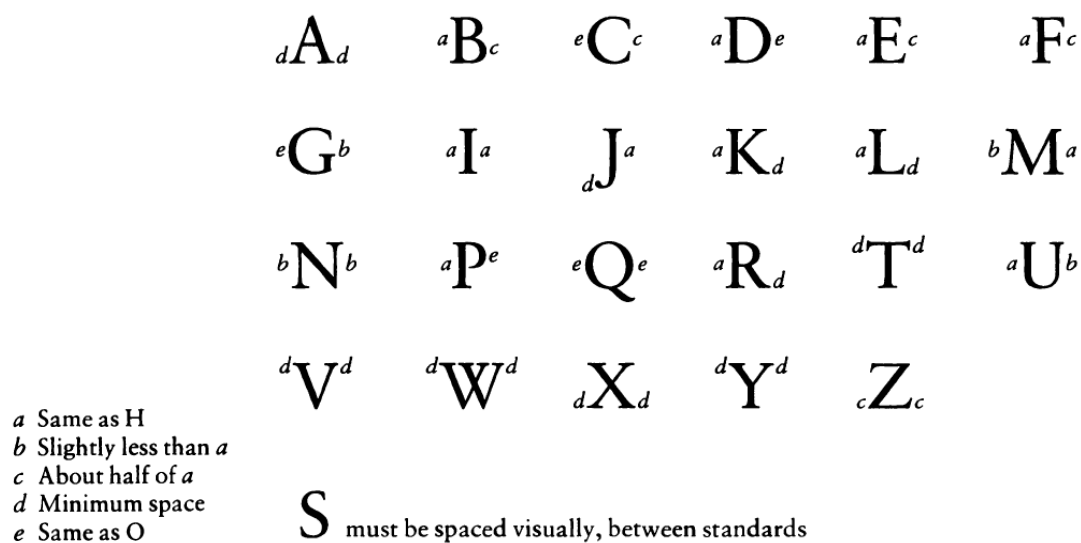 dAd aBc eCc aDe aEc aFc
eGb aIa dJa aKd aLd bMa
bNb aPe eQe aRd dTd aUb
dVd dWd dXd dYd cZc
a Same as H
b Slightly less than a
c About half of a
d Minimum space
e Same as O
S must be spaced visually, between standards